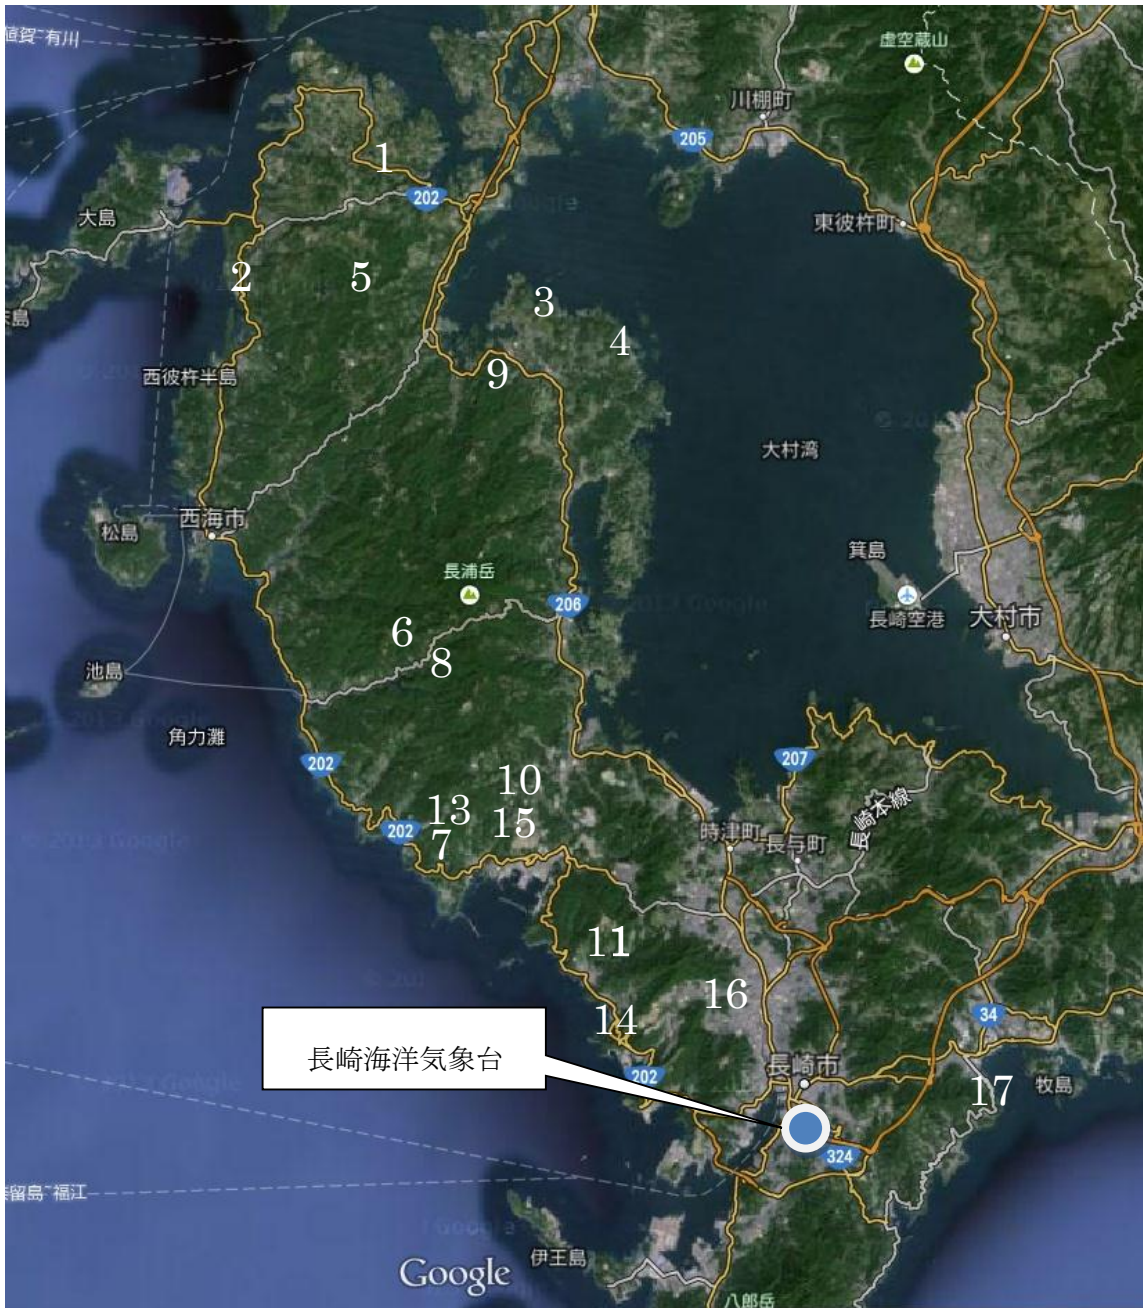 有川
虚空蔵山
川棚町
205
1
202
大島
東彼杵町
2
5
3
4
西彼杵半島
9
大村湾
松島
西海市
箕島
長浦岳
206
長崎空港
大村市
6
8
池島
角力灘
207
202
10
長崎本線
13
15
202
7
時津町
長与町
11
16
14
34
長崎海洋気象台
202
長崎市
17
牧島
324
福江
伊王島
Google
八郎岳